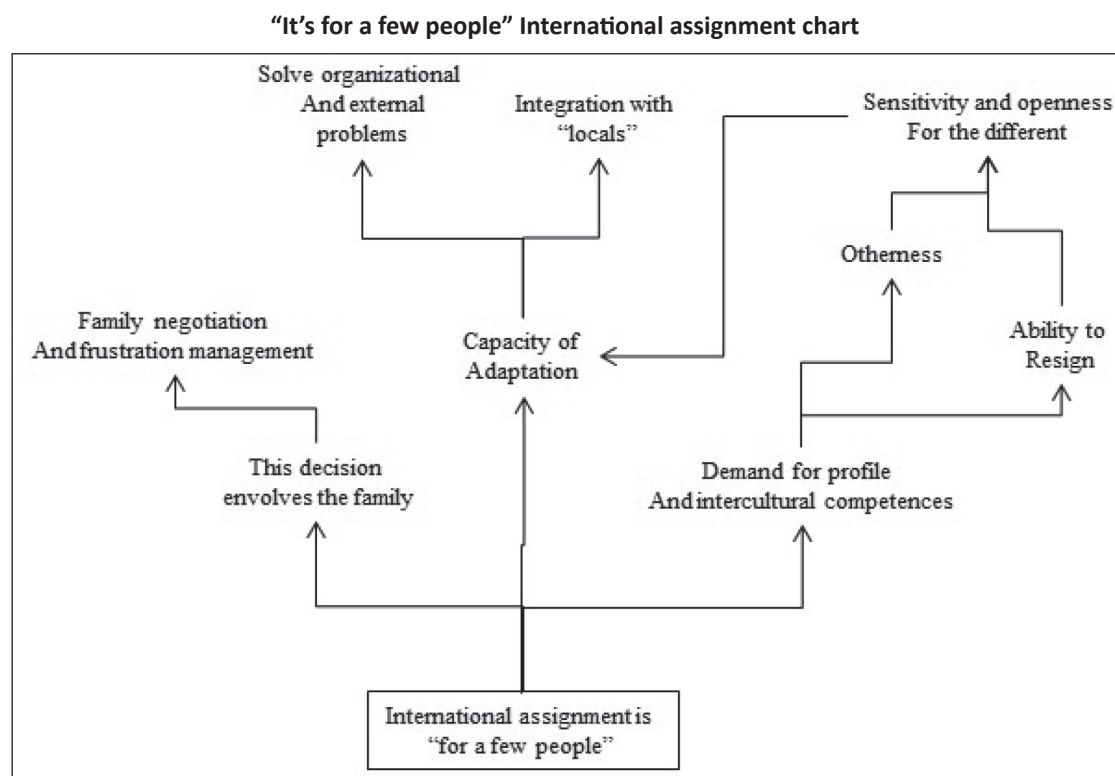 “It’s for a few people” International assignment chart
Solve organizational
And external
problems
Integration with
“locals”
Sensitivity and openness
For the different
Otherness
Family negotiation
And frustration management
Capacity of
Adaptation
Ability to
Resign
This decision
envolves the family
Demand for profile
And intercultural competences
International assignment is
“for a few people”